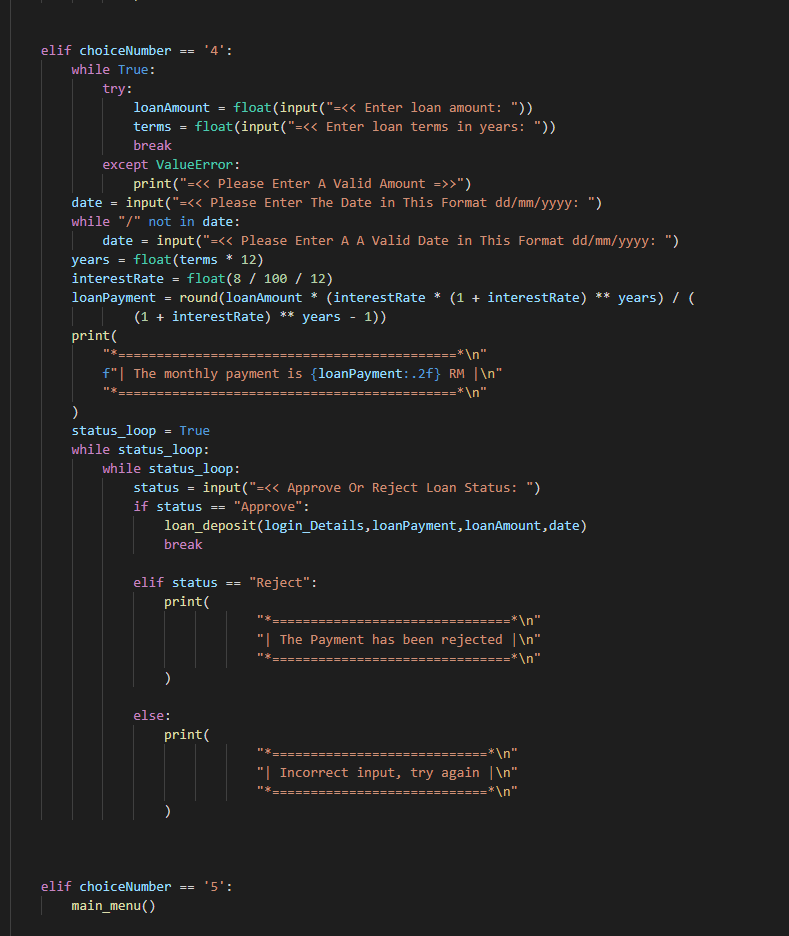 elif choiceNumber == '4':
    while True:
        try:
            loanAmount = float(input("=<< Enter loan amount: "))
            terms = float(input("=<< Enter loan terms in years: "))
            break
        except ValueError:
            print("=<< Please Enter A Valid Amount =>>")
    date = input("=<< Please Enter The Date in This Format dd/mm/yyyy: ")
    while "/" not in date:
        date = input("=<< Please Enter A A Valid Date in This Format dd/mm/yyyy: ")
    years = float(terms * 12)
    interestRate = float(8 / 100 / 12)
    loanPayment = round(loanAmount * (interestRate * (1 + interestRate) ** years) / (
            (1 + interestRate) ** years - 1))
    print(
        "*============================================*\n"
        f"| The monthly payment is {loanPayment:.2f} RM |\n"
        "*============================================*\n"
    )
    status_loop = True
    while status_loop:
        while status_loop:
            status = input("=<< Approve Or Reject Loan Status: ")
            if status == "Approve":
                loan_deposit(login_Details,loanPayment,loanAmount,date)
                break

            elif status == "Reject":
                print(
                            "*===============================*\n"
                            "| The Payment has been rejected |\n"
                            "*===============================*\n"
                )

            else:
                print(
                            "*============================*\n"
                            "| Incorrect input, try again |\n"
                            "*============================*\n"
                )

elif choiceNumber == '5':
    main_menu()